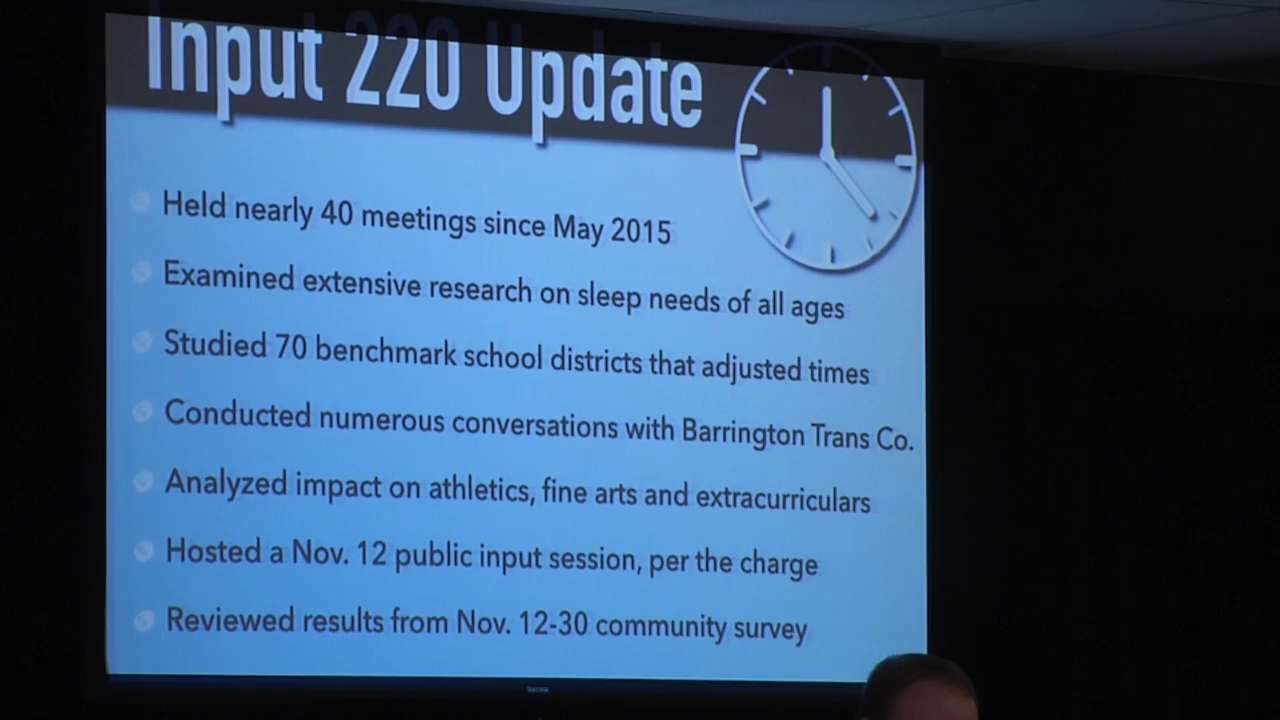 Input 220 Update
Held nearly 40 meetings since May 2015
Examined extensive research on sleep needs of all ages
Studied 70 benchmark school districts that adjusted times
Conducted numerous conversations with Barrington Trans Co.
Analyzed impact on athletics, fine arts and extracurriculars
Hosted a Nov. 12 public input session, per the charge
Reviewed results from Nov. 12-30 community survey